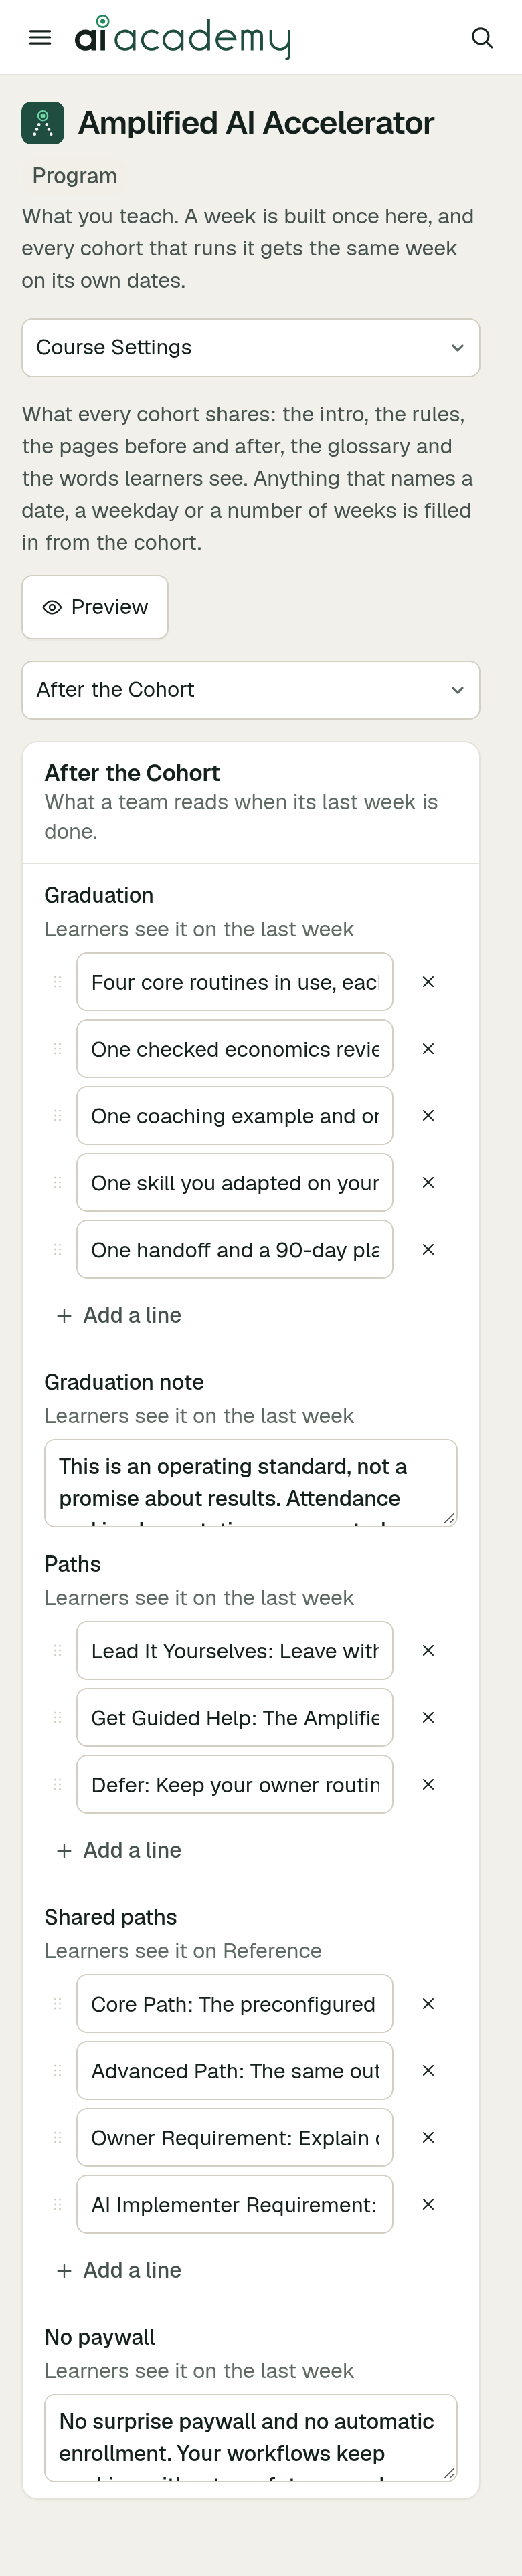 ai academy
Amplified AI Accelerator
Program
What you teach. A week is built once here, and
every cohort that runs it gets the same week
on its own dates.
Course Settings
What every cohort shares: the intro, the rules,
the pages before and after, the glossary and
the words learners see. Anything that names a
date, a weekday or a number of weeks is filled
in from the cohort.
Preview
After the Cohort
After the Cohort
What a team reads when its last week is
done.
Graduation
Learners see it on the last week
Four core routines in use,
One checked economics
One coaching example and
One skill you adapted on your
One handoff and a 90-day
Add a line
Graduation note
Learners see it on the last week
This is an operating standard, not a
promise about results. Attendance
Paths
Learners see it on the last week
Lead It Yourselves: Leave
Get Guided Help: The
Defer: Keep your owner
Add a line
Shared paths
Learners see it on Reference
Core Path: The preconfigured
Advanced Path: The same
Owner Requirement: Explain
AI Implementer Requirement:
Add a line
No paywall
Learners see it on the last week
No surprise paywall and no automatic
enrollment. Your workflows keep